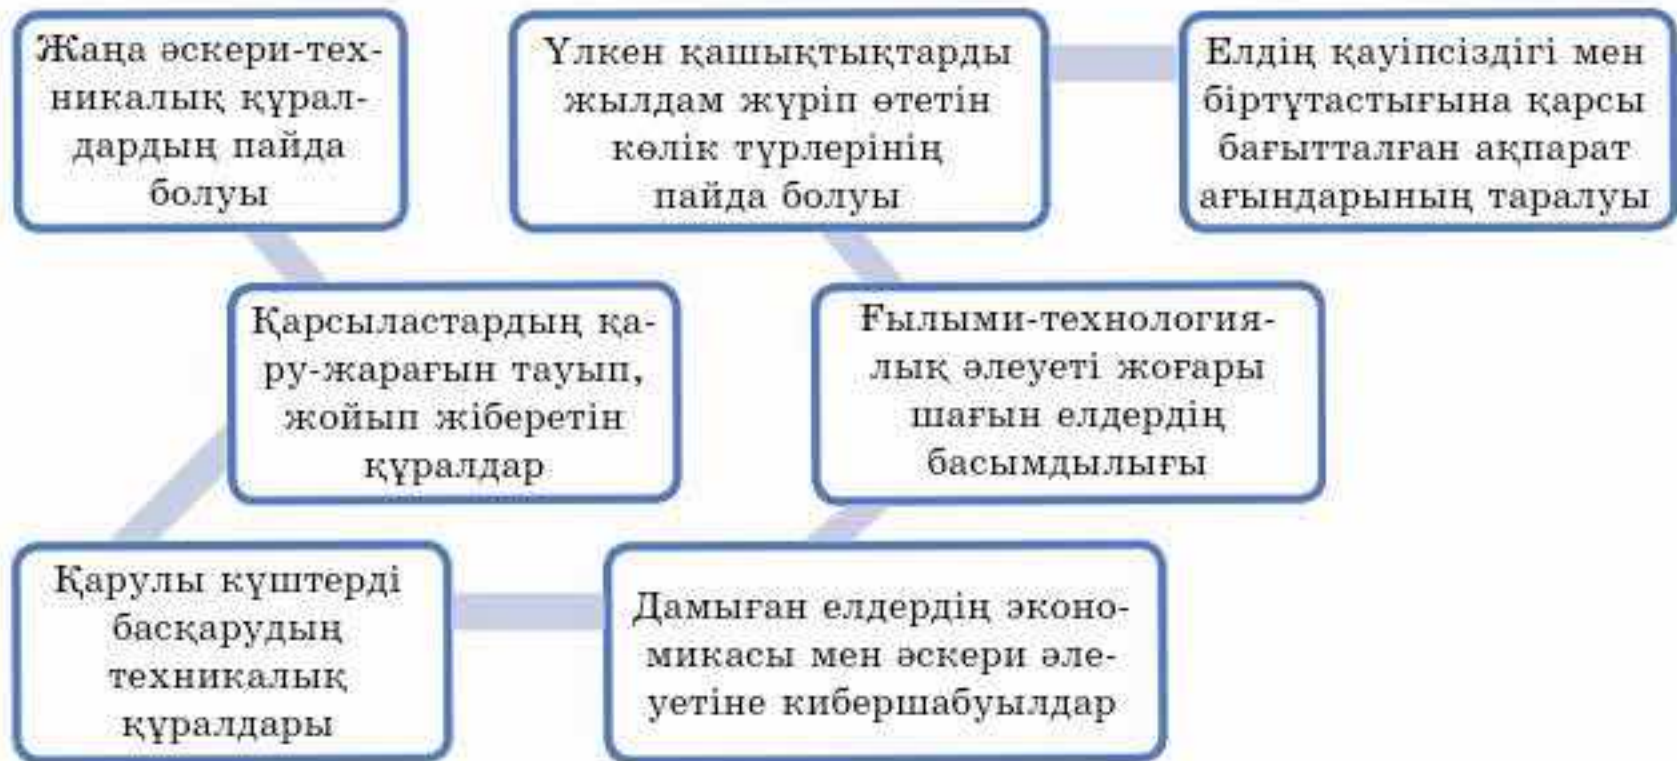 Жаңа әскери-тех-
никалық құрал-
дардың пайда
болуы
Қарсыластардың қа-
ру-жарағын тауып,
жойып жіберетін
құралдар
Қарулы күштерді
басқарудың
техникалық
құралдары
Дамыған елдердің эконо-
микасы мен әскери әле-
уетіне кибершабуылдар
Ғылыми-технология-
лық әлеуеті жоғары
шағын елдердің
басымдылығы
Үлкен қашықтықтарды
жылдам жүріп өтетін
көлік түрлерінің
пайда болуы
Елдің қауіпсіздігі мен
біртұтастығына қарсы
бағытталған ақпарат
ағындарының таралуы